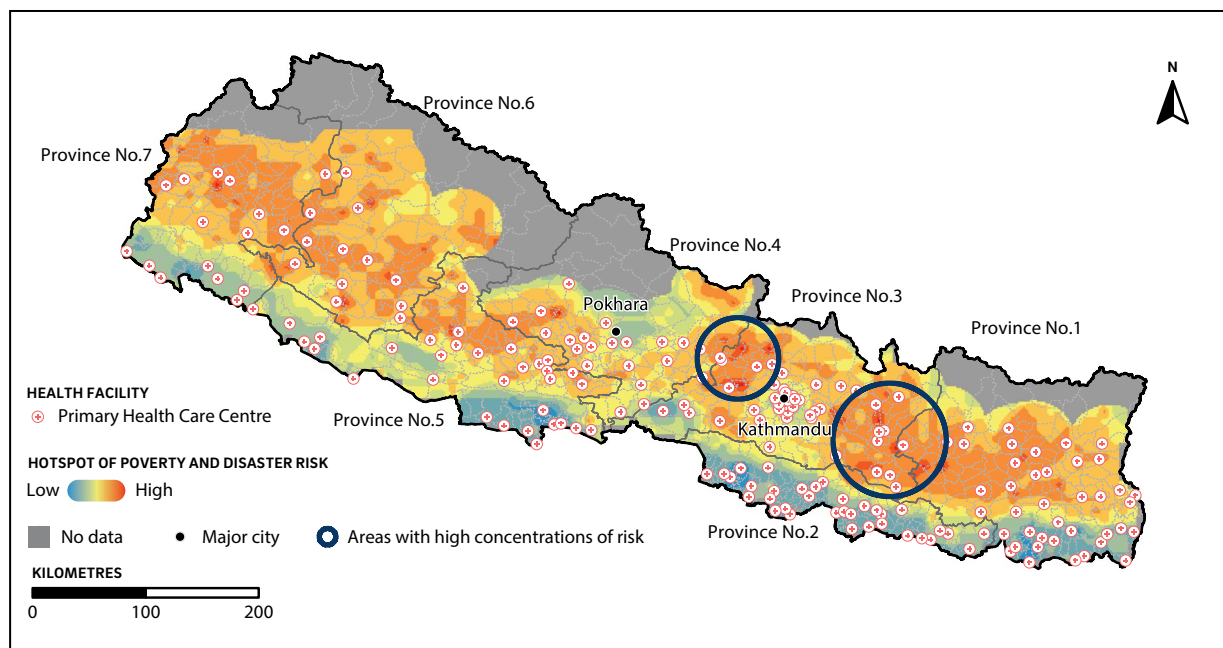 N
Province No.6
Province No.7
Province No.4
Pokhara
Province No.3
Province No.1
HEALTH FACILITY
Primary Health Care Centre
Province No.5
Kathmandu
HOTSPOT OF POVERTY AND DISASTER RISK
Low High
Province No.2
No data Major city Areas with high concentrations of risk
KILOMETRES
0 100 200